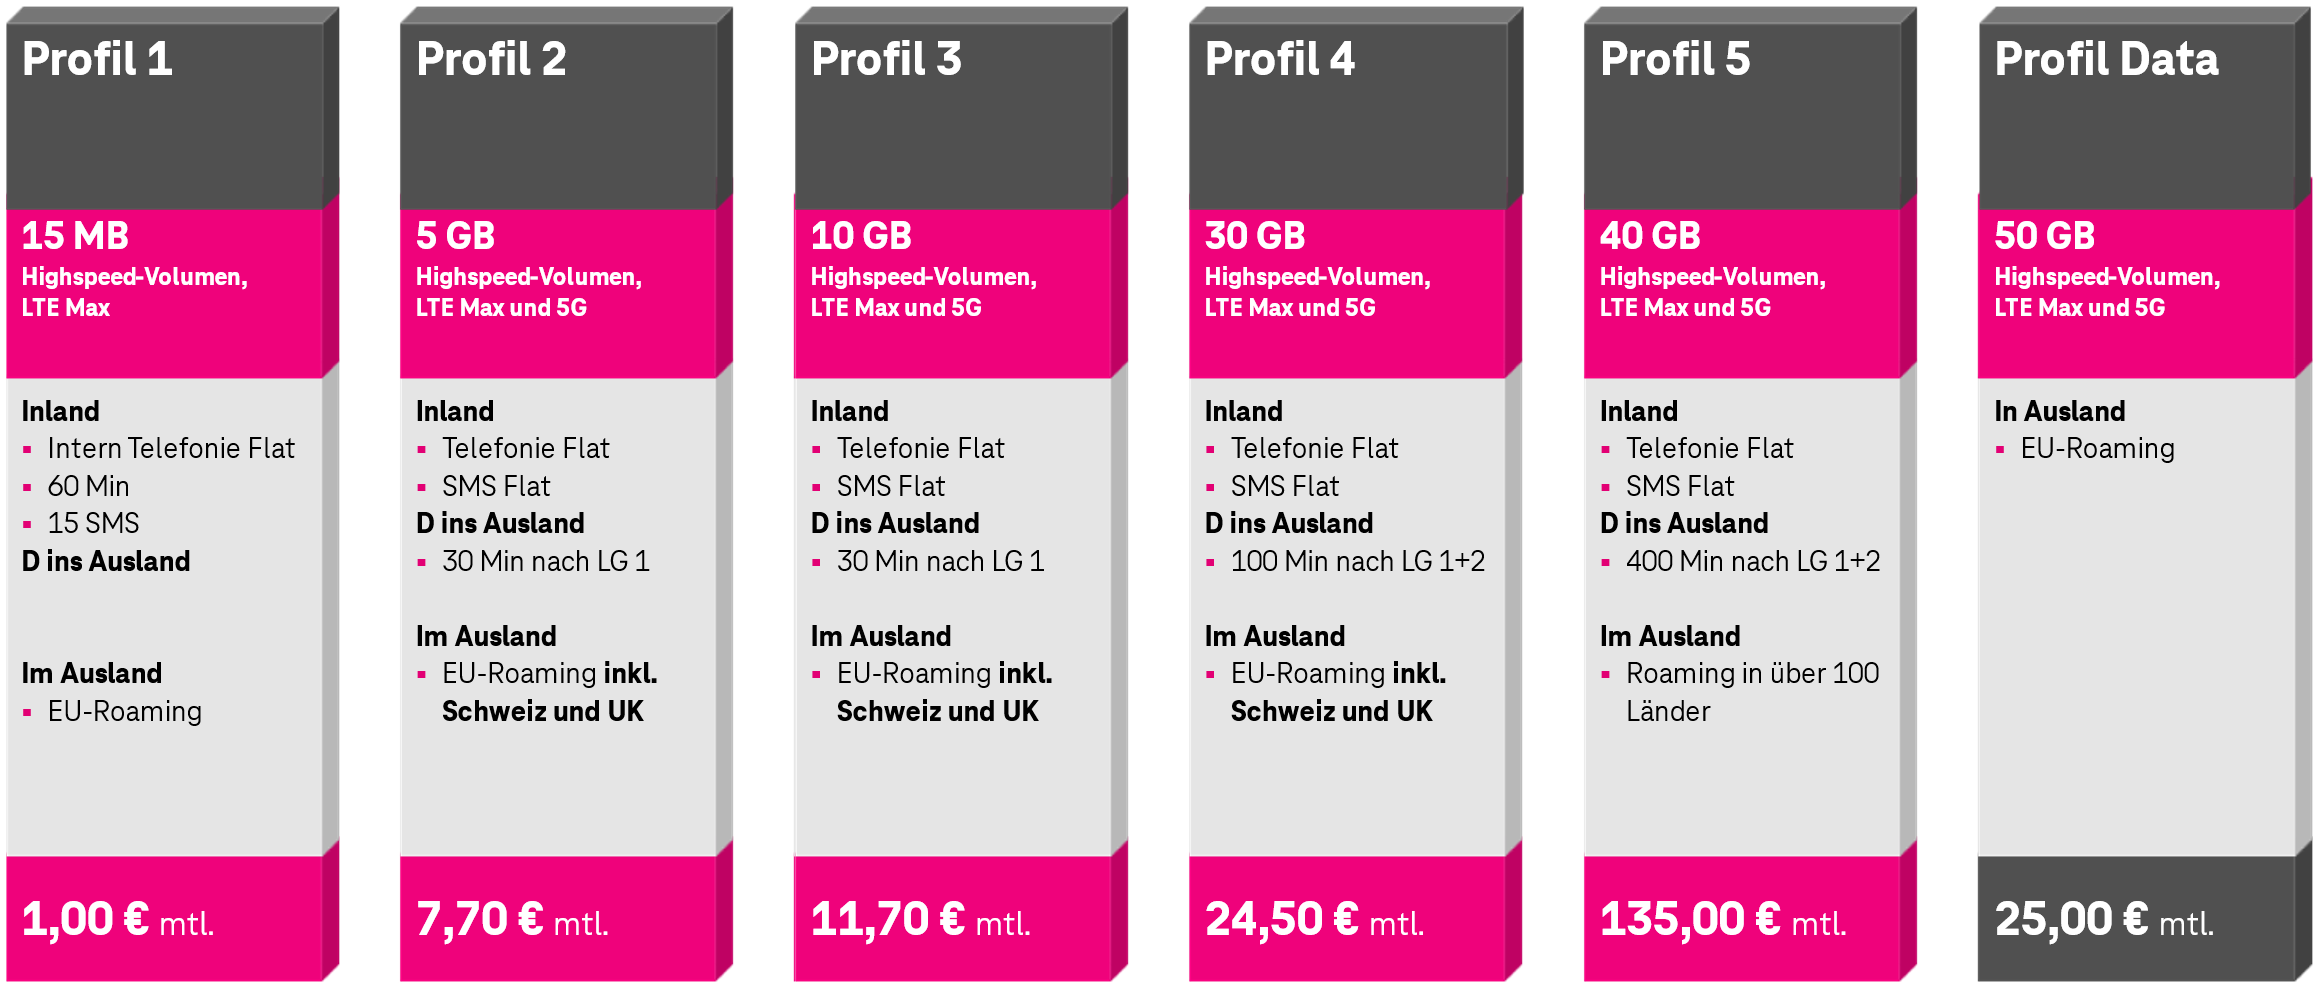 Profil 1
15 MB
Highspeed-Volumen,
LTE Max
Inland
▪ Intern Telefonie Flat
▪ 60 Min
▪ 15 SMS
D ins Ausland
Im Ausland
▪ EU-Roaming
1,00 € mtl.
Profil 2
5 GB
Highspeed-Volumen,
LTE Max und 5G
Inland
▪ Telefonie Flat
▪ SMS Flat
D ins Ausland
▪ 30 Min nach LG 1
Im Ausland
▪ EU-Roaming inkl.
Schweiz und UK
7,70 € mtl.
Profil 3
10 GB
Highspeed-Volumen,
LTE Max und 5G
Inland
▪ Telefonie Flat
▪ SMS Flat
D ins Ausland
▪ 30 Min nach LG 1
Im Ausland
▪ EU-Roaming inkl.
Schweiz und UK
11,70 € mtl.
Profil 4
30 GB
Highspeed-Volumen,
LTE Max und 5G
Inland
▪ Telefonie Flat
▪ SMS Flat
D ins Ausland
▪ 100 Min nach LG 1+2
Im Ausland
▪ EU-Roaming inkl.
Schweiz und UK
24,50 € mtl.
Profil 5
40 GB
Highspeed-Volumen,
LTE Max und 5G
Inland
▪ Telefonie Flat
▪ SMS Flat
D ins Ausland
▪ 400 Min nach LG 1+2
Im Ausland
▪ Roaming in über 100
Länder
135,00 € mtl.
Profil Data
50 GB
Highspeed-Volumen,
LTE Max und 5G
In Ausland
▪ EU-Roaming
25,00 € mtl.